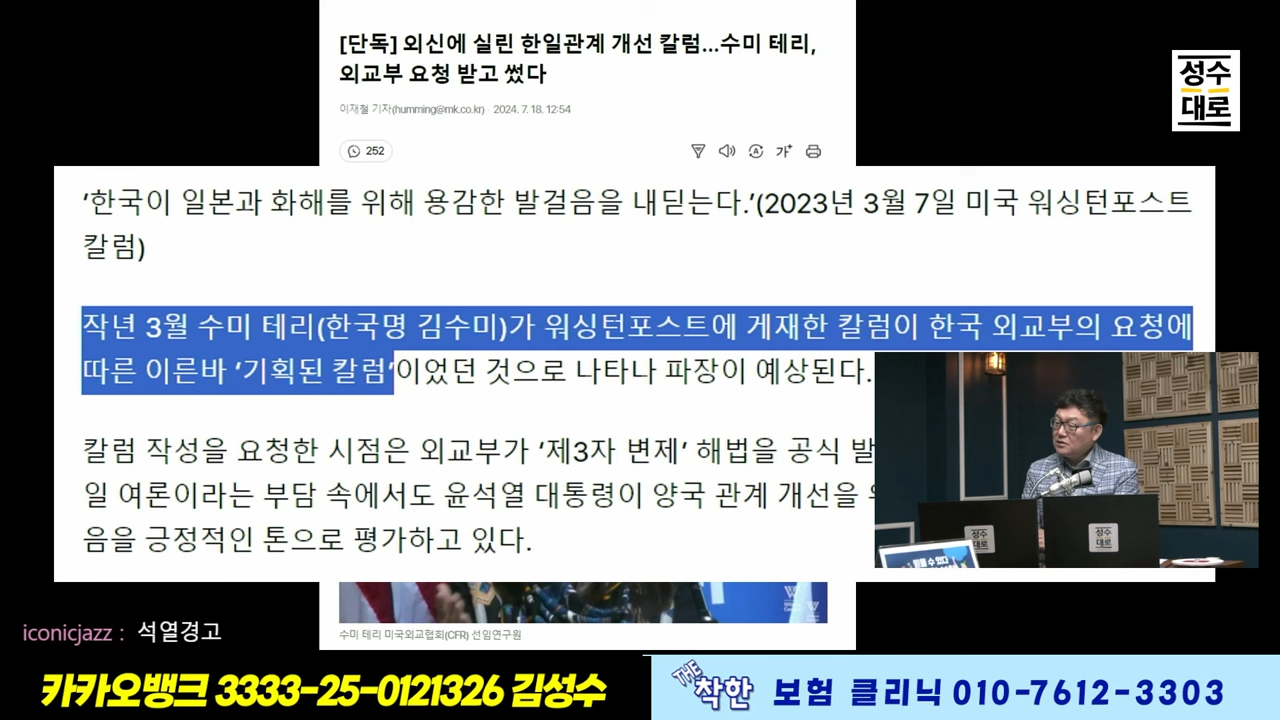 [단독] 외신에 실린 한일관계 개선 칼럼…수미 테리,
외교부 요청 받고 썼다
이재철 기자(humming@mk.co.kr) 2024. 7. 18. 12:54
252
가+
성수
대로
‘한국이 일본과 화해를 위해 용감한 발걸음을 내딛는다.’(2023년 3월 7일 미국 워싱턴포스트
칼럼)
작년 3월 수미 테리(한국명 김수미)가 워싱턴포스트에 게재한 칼럼이 한국 외교부의 요청에
따른 이른바 ‘기획된 칼럼’이었던 것으로 나타나 파장이 예상된다.
칼럼 작성을 요청한 시점은 외교부가 ‘제3자 변제’ 해법을 공식 발
일 여론이라는 부담 속에서도 윤석열 대통령이 양국 관계 개선을
음을 긍정적인 톤으로 평가하고 있다.
성수
대로
성수
대로
수미 테리 미국외교협회(CFR) 선임연구원
iconicjazz : 석열경고
카카오뱅크 3333-25-0121326 김성수
THE 착한 보험 클리닉 010-7612-3303